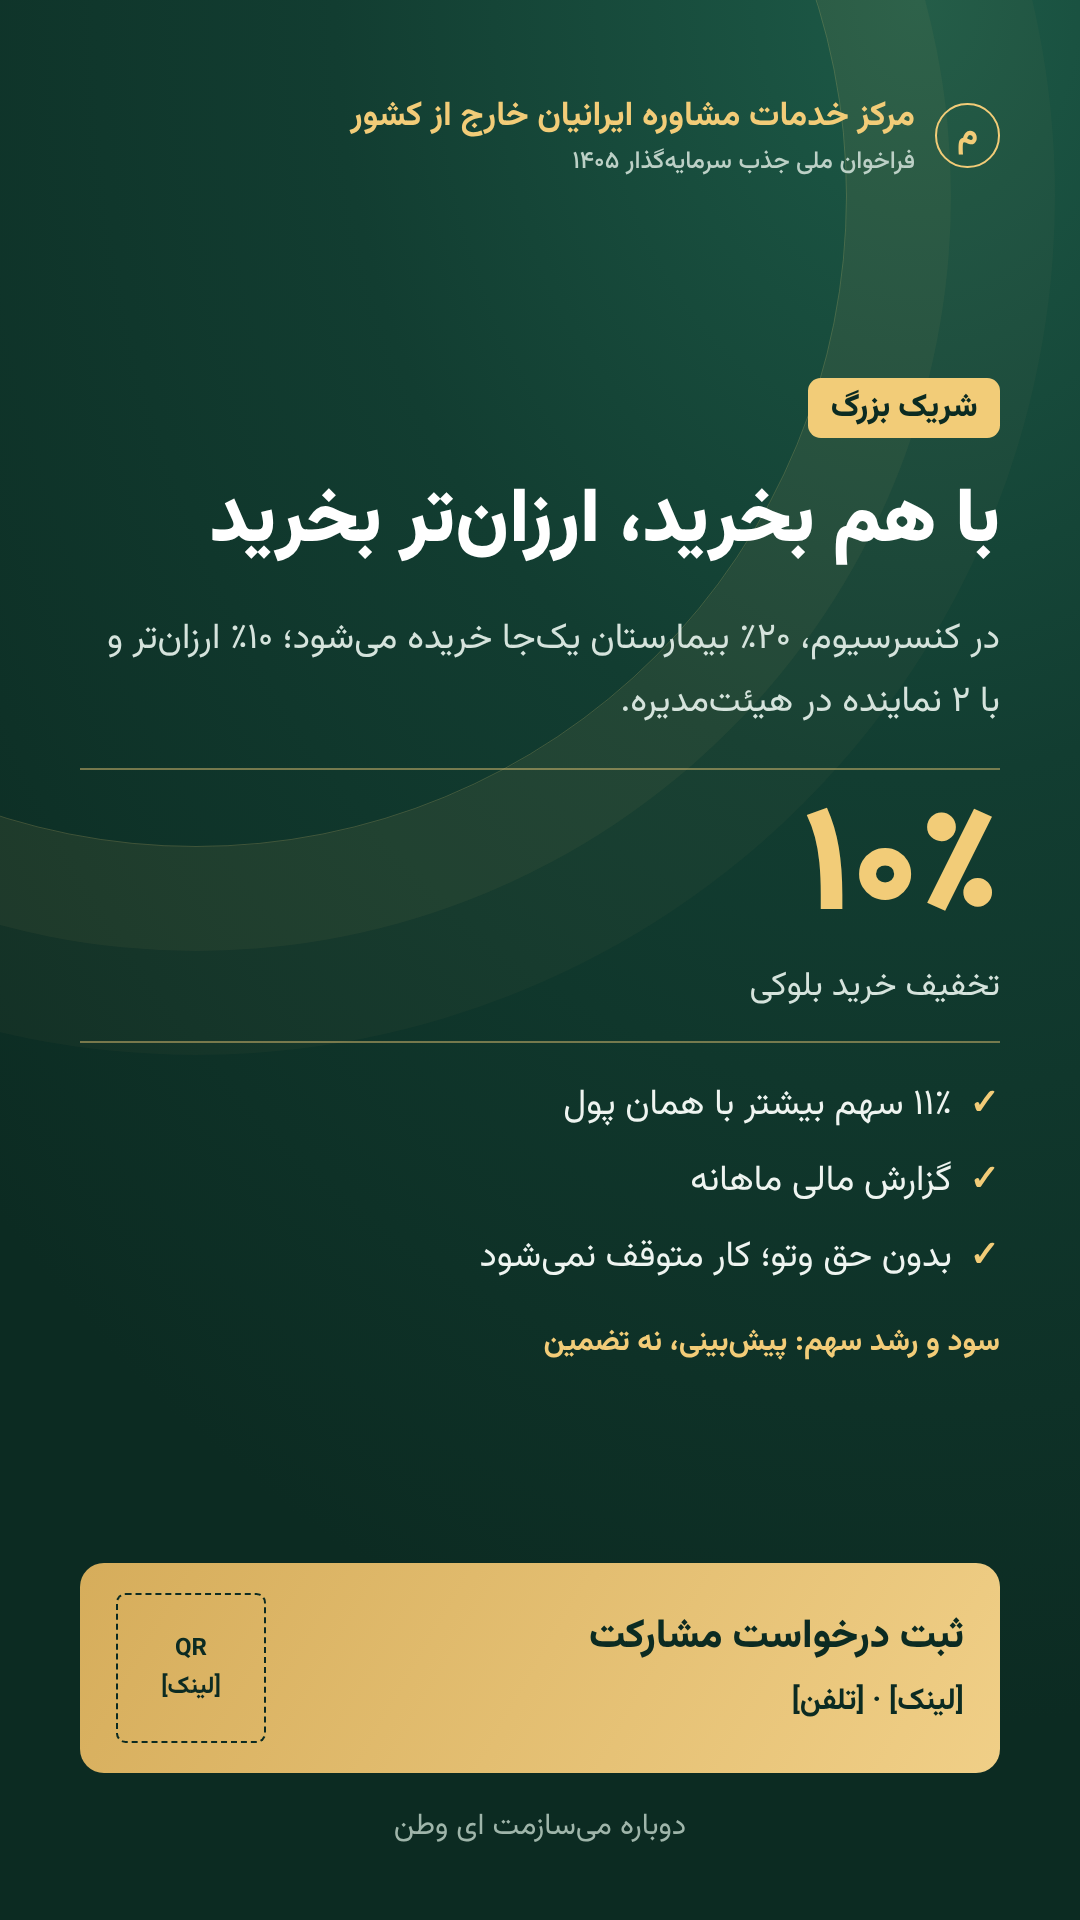 م
مرکز خدمات مشاوره ایرانیان خارج از کشور
فراخوان ملی جذب سرمایه‌گذار ۱۴۰۵
شریک بزرگ
با هم بخرید، ارزان‌تر بخرید
در کنسرسیوم، ۲۰٪ بیمارستان یک‌جا خریده می‌شود؛ ۱۰٪ ارزان‌تر و
با ۲ نماینده در هیئت‌مدیره.
۱۰٪
تخفیف خرید بلوکی
✓ ۱۱٪ سهم بیشتر با همان پول
✓ گزارش مالی ماهانه
✓ بدون حق وتو؛ کار متوقف نمی‌شود
سود و رشد سهم: پیش‌بینی، نه تضمین
ثبت درخواست مشارکت
[لینک] · [تلفن]
QR
[لینک]
دوباره می‌سازمت ای وطن